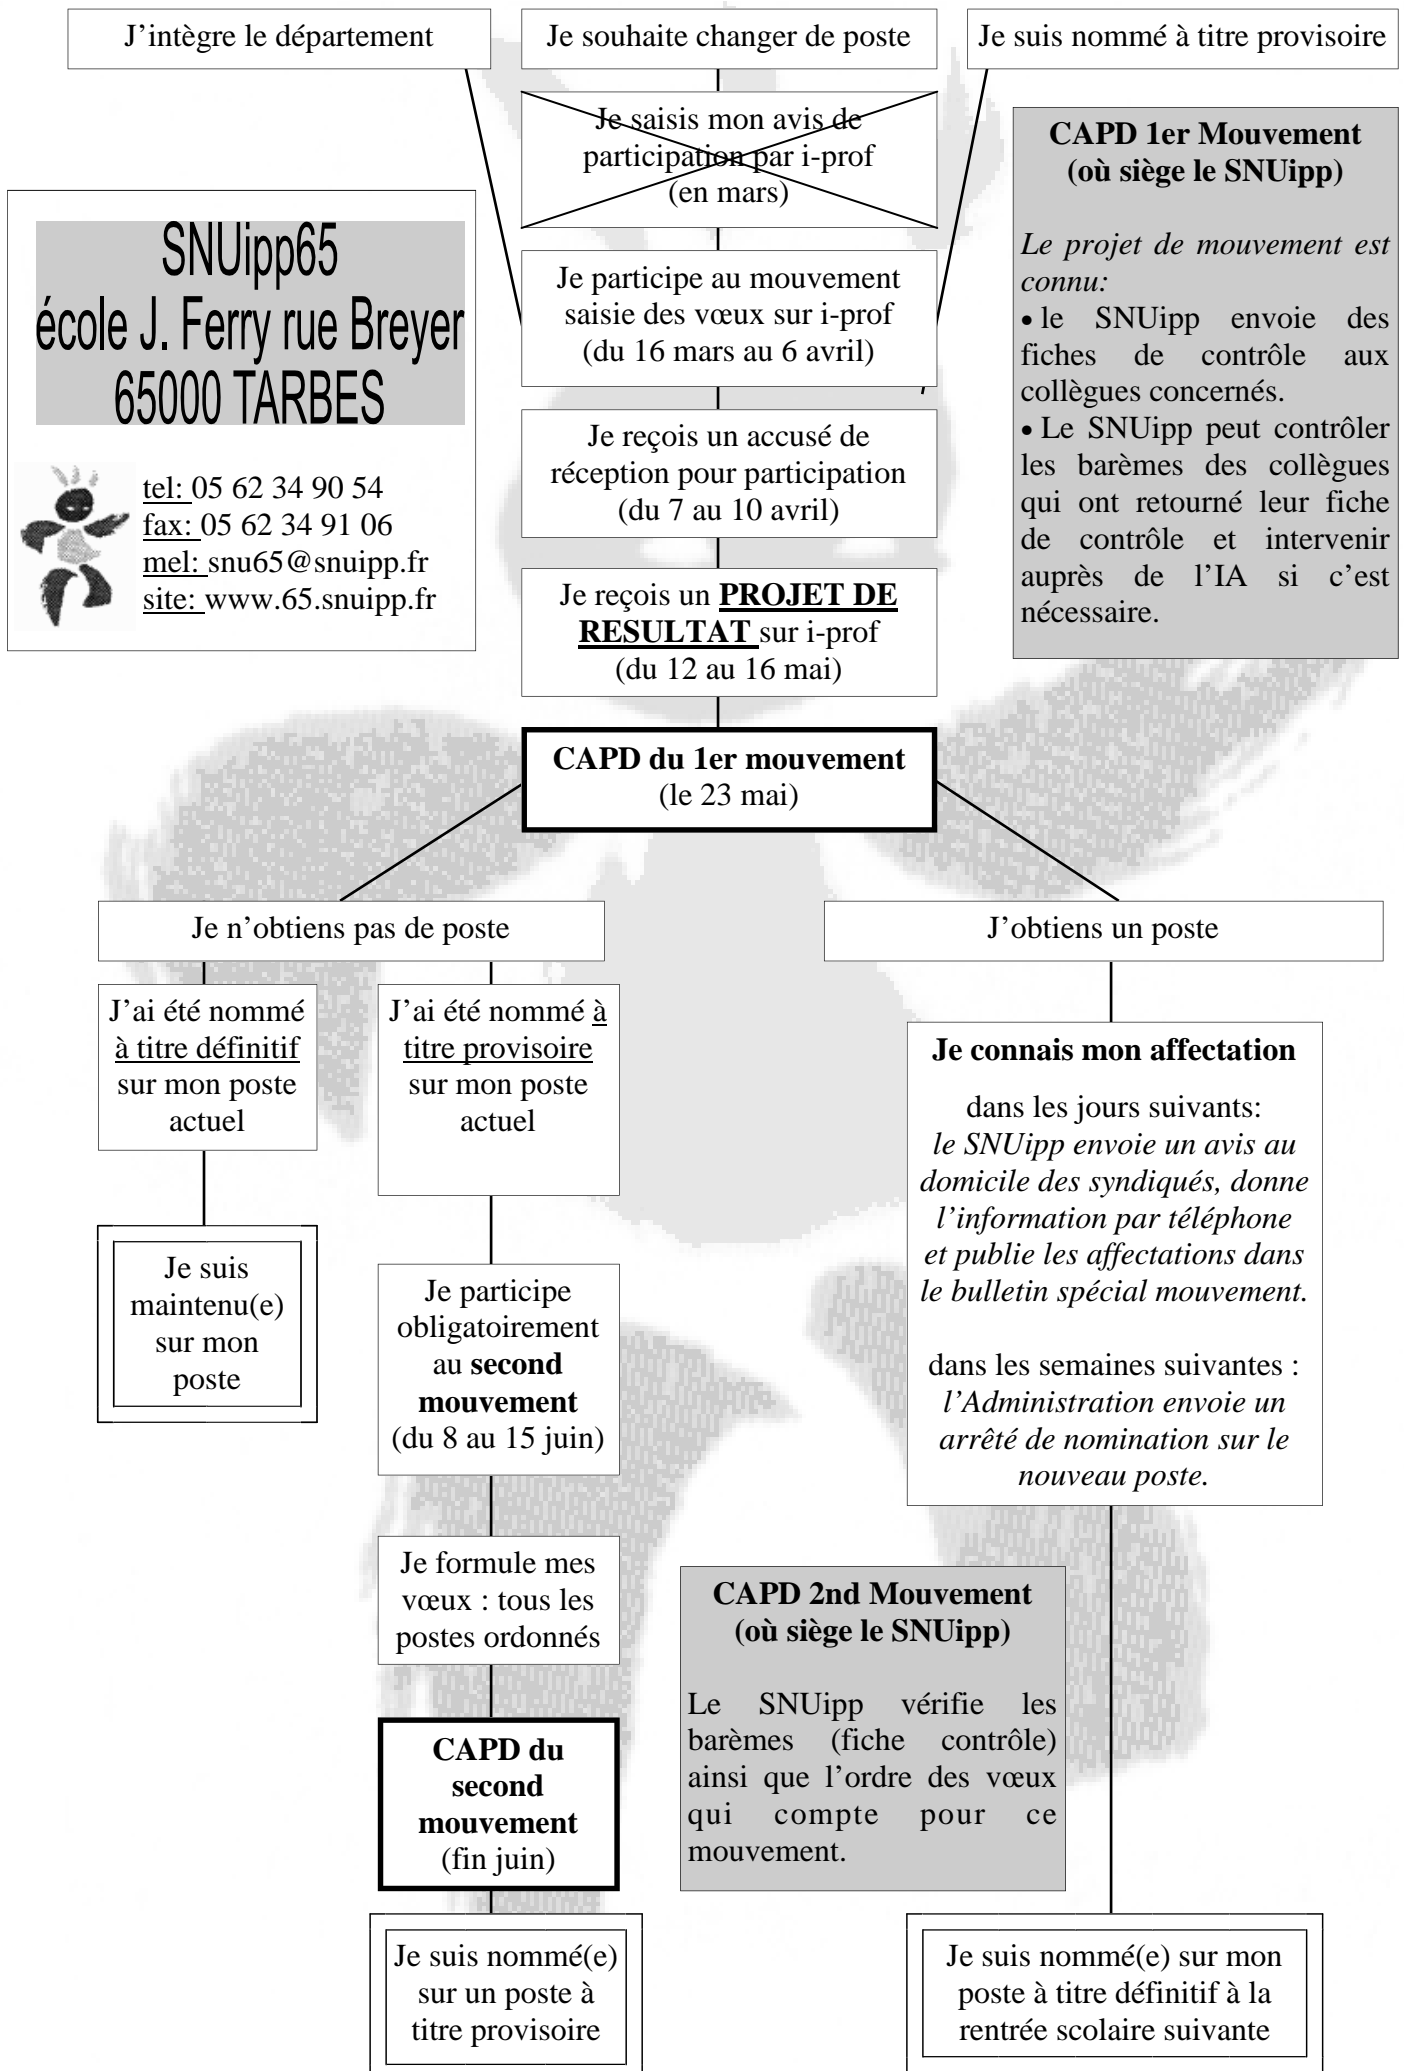 J’intègre le département
Je souhaite changer de poste
Je suis nommé à titre provisoire
Je saisis mon avis de
participation par i-prof
(en mars)
CAPD 1er Mouvement
(où siège le SNUipp)
Le projet de mouvement est
connu:
• le SNUipp envoie des
fiches de contrôle aux
collègues concernés.
• Le SNUipp peut contrôler
les barèmes des collègues
qui ont retourné leur fiche
de contrôle et intervenir
auprès de l’IA si c’est
nécessaire.
SNUipp65
école J. Ferry rue Breyer
65000 TARBES
tel: 05 62 34 90 54
fax: 05 62 34 91 06
mel: snu65@snuipp.fr
site: www.65.snuipp.fr
Je participe au mouvement
saisie des vœux sur i-prof
(du 16 mars au 6 avril)
Je reçois un accusé de
réception pour participation
(du 7 au 10 avril)
Je reçois un PROJET DE
RESULTAT sur i-prof
(du 12 au 16 mai)
CAPD du 1er mouvement
(le 23 mai)
Je n’obtiens pas de poste
J’obtiens un poste
J’ai été nommé
à titre définitif
sur mon poste
actuel
J’ai été nommé à
titre provisoire
sur mon poste
actuel
Je connais mon affectation
dans les jours suivants:
le SNUipp envoie un avis au
domicile des syndiqués, donne
l’information par téléphone
et publie les affectations dans
le bulletin spécial mouvement.
dans les semaines suivantes :
l’Administration envoie un
arrêté de nomination sur le
nouveau poste.
Je suis
maintenu(e)
sur mon
poste
Je participe
obligatoirement
au second
mouvement
(du 8 au 15 juin)
Je formule mes
vœux : tous les
postes ordonnés
CAPD 2nd Mouvement
(où siège le SNUipp)
Le SNUipp vérifie les
barèmes (fiche contrôle)
ainsi que l’ordre des vœux
qui compte pour ce
mouvement.
CAPD du
second
mouvement
(fin juin)
Je suis nommé(e)
sur un poste à
titre provisoire
Je suis nommé(e) sur mon
poste à titre définitif à la
rentrée scolaire suivante